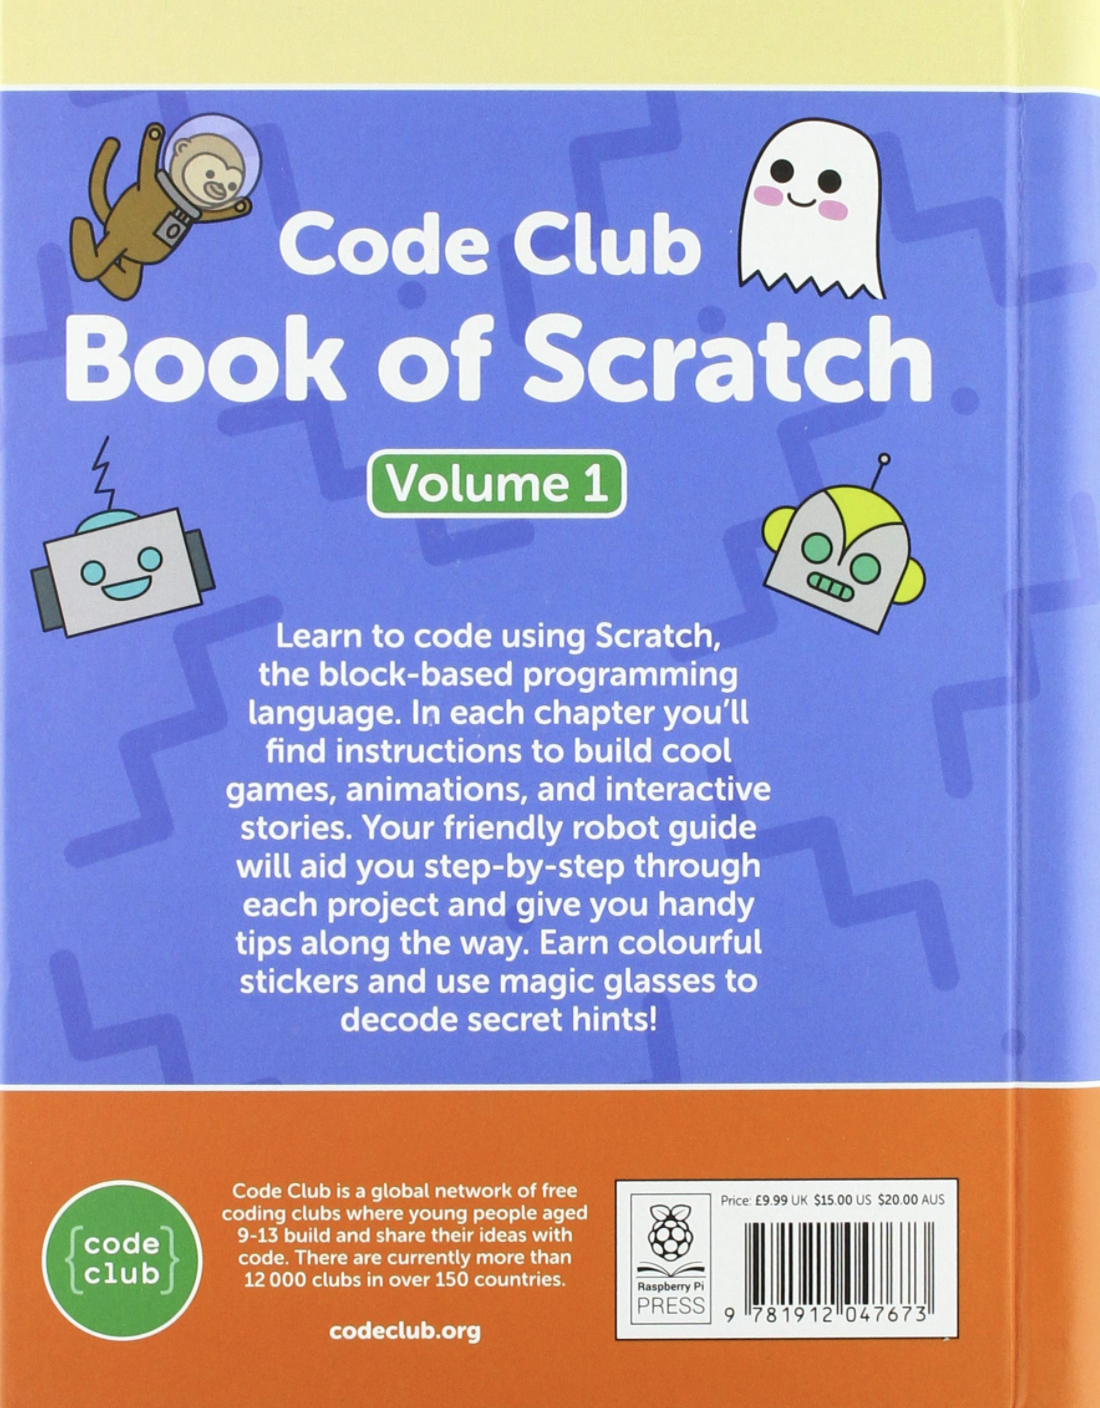 Code Club
Book of Scratch
Volume 1
Learn to code using Scratch,
the block-based programming
language. In each chapter you’ll
find instructions to build cool
games, animations, and interactive
stories. Your friendly robot guide
will aid you step-by-step through
each project and give you handy
tips along the way. Earn colourful
stickers and use magic glasses to
decode secret hints!
{code
club}
Code Club is a global network of free
coding clubs where young people aged
9-13 build and share their ideas with
code. There are currently more than
12 000 clubs in over 150 countries.
codeclub.org
Raspberry Pi
PRESS
Price: £9.99 UK $15.00 US $20.00 AUS
9 781912 047673